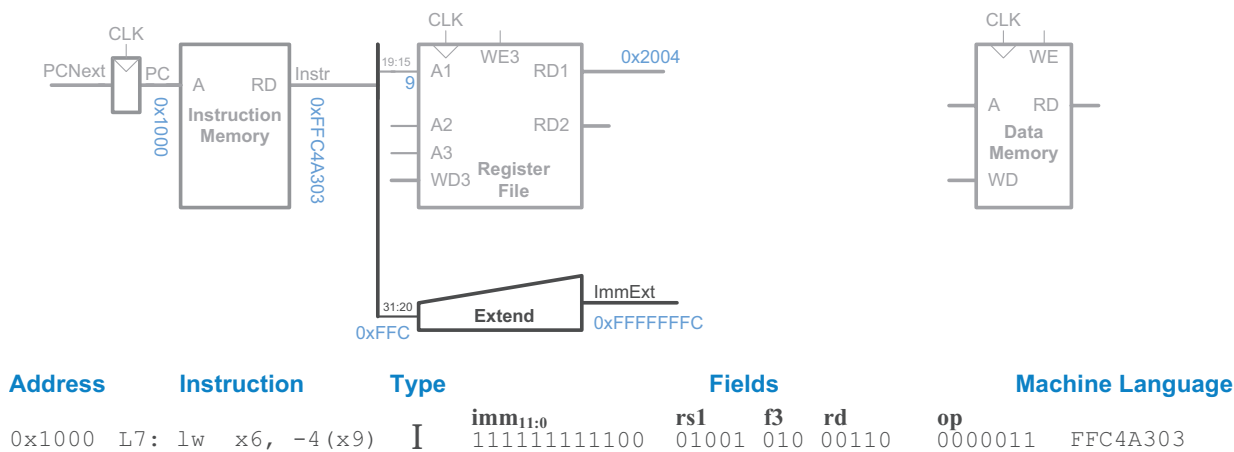 CLK
CLK
CLK
PCNext
PC
A
RD
Instr
Instruction
Memory
0x1000
0xFFC4A303
19:15
9
A1
WE3
RD1
0x2004
A2
RD2
A3
WD3
Register
File
WE
A
RD
Data
Memory
WD
31:20
0xFFC
Extend
ImmExt
0xFFFFFFFC
Address Instruction Type Fields Machine Language
imm11:0 rs1 f3 rd op
0x1000 L7: lw x6, -4(x9) I 111111111100 01001 010 00110 0000011 FFC4A303